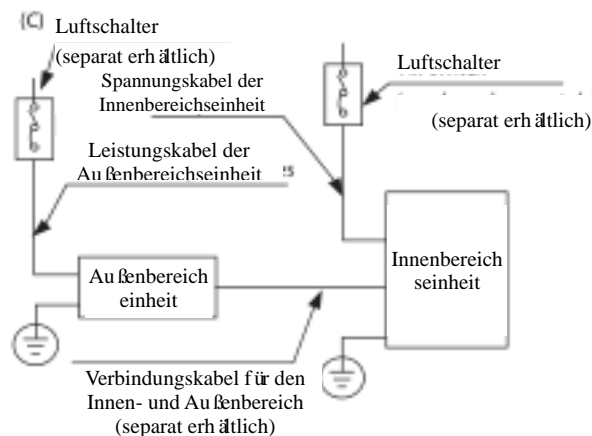 (C)
Luftschalter
(separat erhältlich)
Spannungskabel der
Innenbereichseinheit
Luftschalter
(separat erhältlich)
Leistungskabel der
Außenbereichseinheit
Außenbereich
einheit
Innenbereich
seinheit
Verbindungskabel für den
Innen- und Außenbereich
(separat erhältlich)